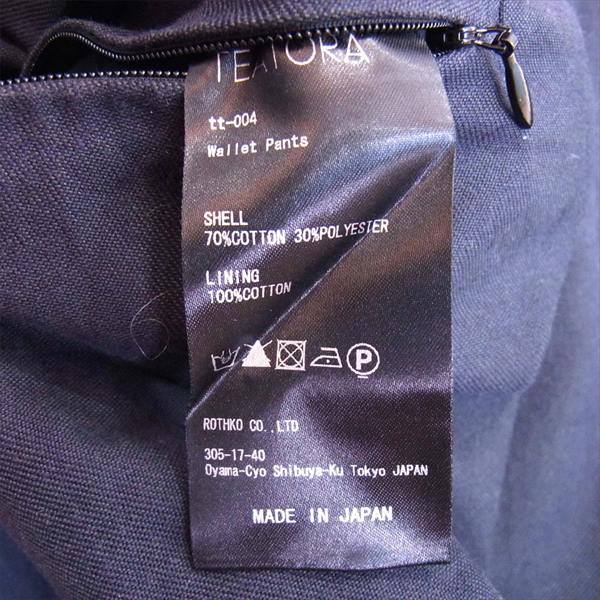 TEATORA
tt-004
Wallet Pants
SHELL
70%COTTON 30%POLYESTER
LINING
100%COTTON
P
ROTHKO CO.,LTD
305-17-40
Oyama-Cyo Shibuya-Ku Tokyo JAPAN
MADE IN JAPAN